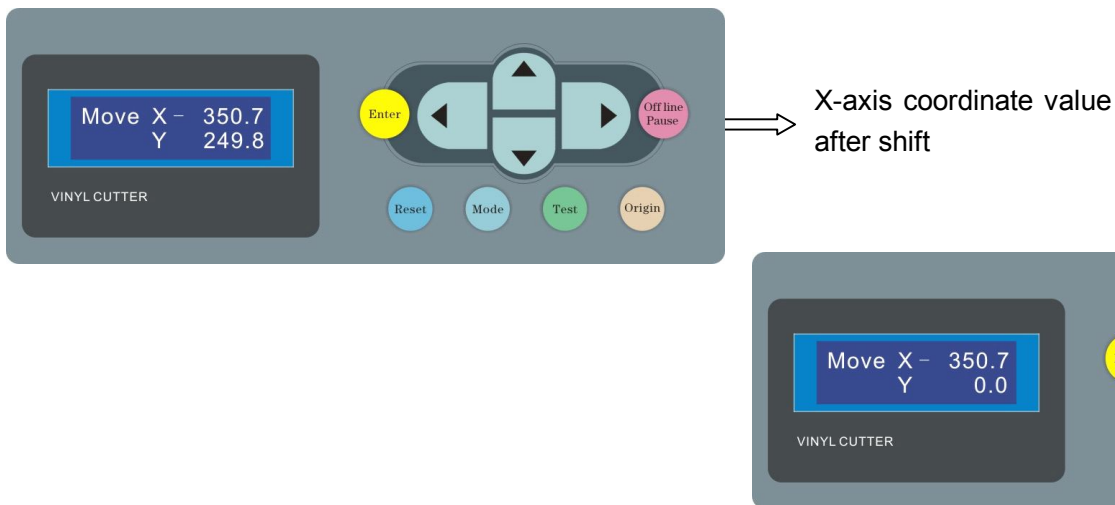 Move X - 350.7
Y 249.8
VINYL CUTTER
Enter
Off line
Pause
Reset
Mode
Test
Origin
X-axis coordinate value
after shift
Move X - 350.7
Y 0.0
VINYL CUTTER